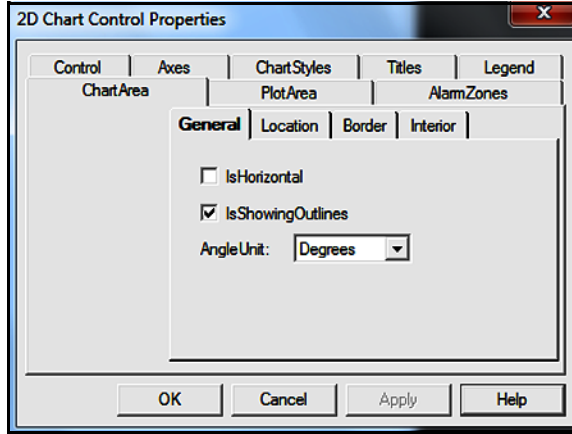 2D Chart Control Properties
Control Axes ChartStyles Titles Legend
ChartArea PlotArea AlarmZones
General Location Border Interior
IsHorizontal
IsShowingOutlines
AngleUnit: Degrees
OK Cancel Apply Help